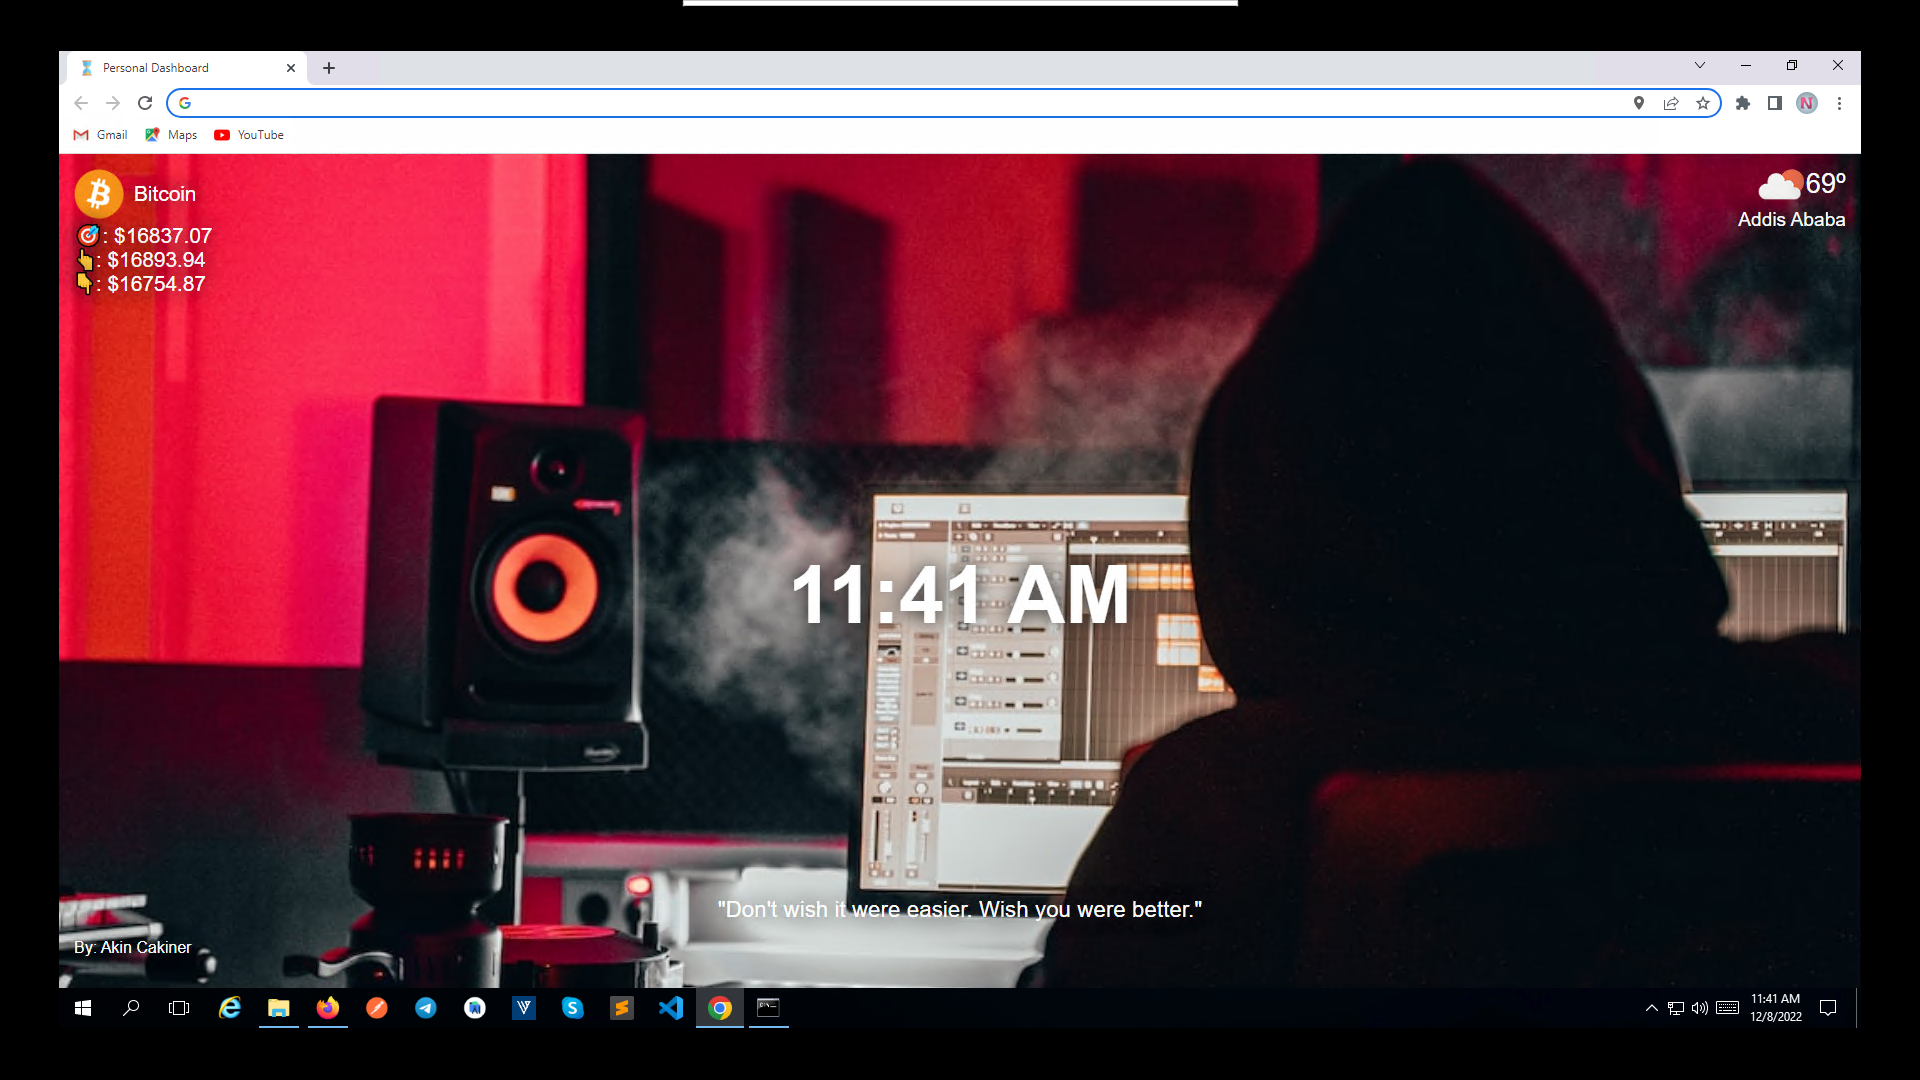 Personal Dashboard
Gmail
Maps
YouTube
N
Bitcoin
: $16837.07
: $16893.94
: $16754.87
69º
Addis Ababa
11:41 AM
"Don't wish it were easier. Wish you were better."
By: Akin Cakiner
11:41 AM
12/8/2022